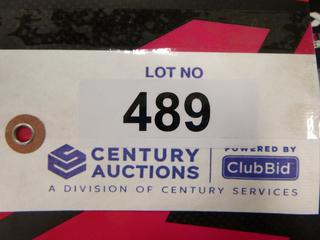 LOT NO
489
CENTURY
AUCTIONS
POWERED BY
ClubBid
A DIVISION OF CENTURY SERVICES